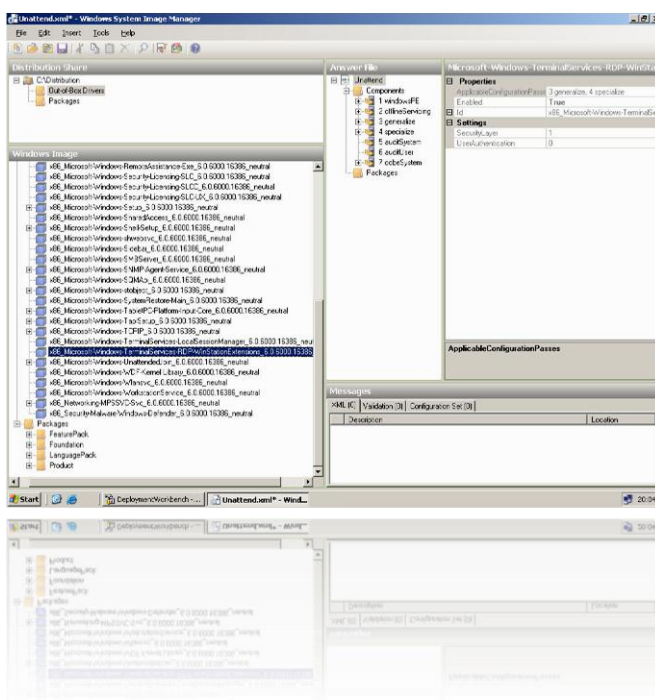 Unattend.xml* - Windows System Image Manager
File Edit Insert Tools Help
Distribution Share
C:\Distribution
Out-of-Box Drivers
Packages
Windows Image
x86_Microsoft-Windows-RemoteAssistance-Exe_6.0.6000.16386_neutral
x86_Microsoft-Windows-Security-Licensing-SLC_6.0.6000.16386_neutral
x86_Microsoft-Windows-Security-Licensing-SLCC_6.0.6000.16386_neutral
x86_Microsoft-Windows-Security-Licensing-SLC-UX_6.0.6000.16386_neutral
x86_Microsoft-Windows-Setup_6.0.6000.16386_neutral
x86_Microsoft-Windows-SharedAccess_6.0.6000.16386_neutral
x86_Microsoft-Windows-Shell-Setup_6.0.6000.16386_neutral
x86_Microsoft-Windows-shwebsvc_6.0.6000.16386_neutral
x86_Microsoft-Windows-Sidebar_6.0.6000.16386_neutral
x86_Microsoft-Windows-SMBServer_6.0.6000.16386_neutral
x86_Microsoft-Windows-SNMP-Agent-Service_6.0.6000.16386_neutral
x86_Microsoft-Windows-SQMApi_6.0.6000.16386_neutral
x86_Microsoft-Windows-stobject_6.0.6000.16386_neutral
x86_Microsoft-Windows-SystemRestore-Main_6.0.6000.16386_neutral
x86_Microsoft-Windows-TabletPC-Platform-Input-Core_6.0.6000.16386_neutral
x86_Microsoft-Windows-TapiSetup_6.0.6000.16386_neutral
x86_Microsoft-Windows-TCPIP_6.0.6000.16386_neutral
x86_Microsoft-Windows-TerminalServices-LocalSessionManager_6.0.6000.16386_neu
x86_Microsoft-Windows-TerminalServices-RDP-WinStationExtensions_6.0.6000.16386
x86_Microsoft-Windows-UnattendedJoin_6.0.6000.16386_neutral
x86_Microsoft-Windows-WDF-KernelLibrary_6.0.6000.16386_neutral
x86_Microsoft-Windows-Wlansvc_6.0.6000.16386_neutral
x86_Microsoft-Windows-WorkstationService_6.0.6000.16386_neutral
x86_Networking-MPSSVC-Svc_6.0.6000.16386_neutral
x86_Security-Malware-Windows-Defender_6.0.6000.16386_neutral
Packages
FeaturePack
Foundation
LanguagePack
Product
Answer File
Unattend
Components
1 windowsPE
2 offlineServicing
3 generalize
4 specialize
5 auditSystem
6 auditUser
7 oobeSystem
Packages
Microsoft-Windows-TerminalServices-RDP-WinSta
Properties
ApplicableConfigurationPasse 3 generalize, 4 specialize
Enabled True
Id x86_Microsoft-Windows-TerminalSe
Settings
SecurityLayer 1
UserAuthentication 0
ApplicableConfigurationPasses
Messages
XML (0) Validation (0) Configuration Set (0)
Description Location
Start DeploymentWorkbench - ... Unattend.xml* - Wind... 20:04